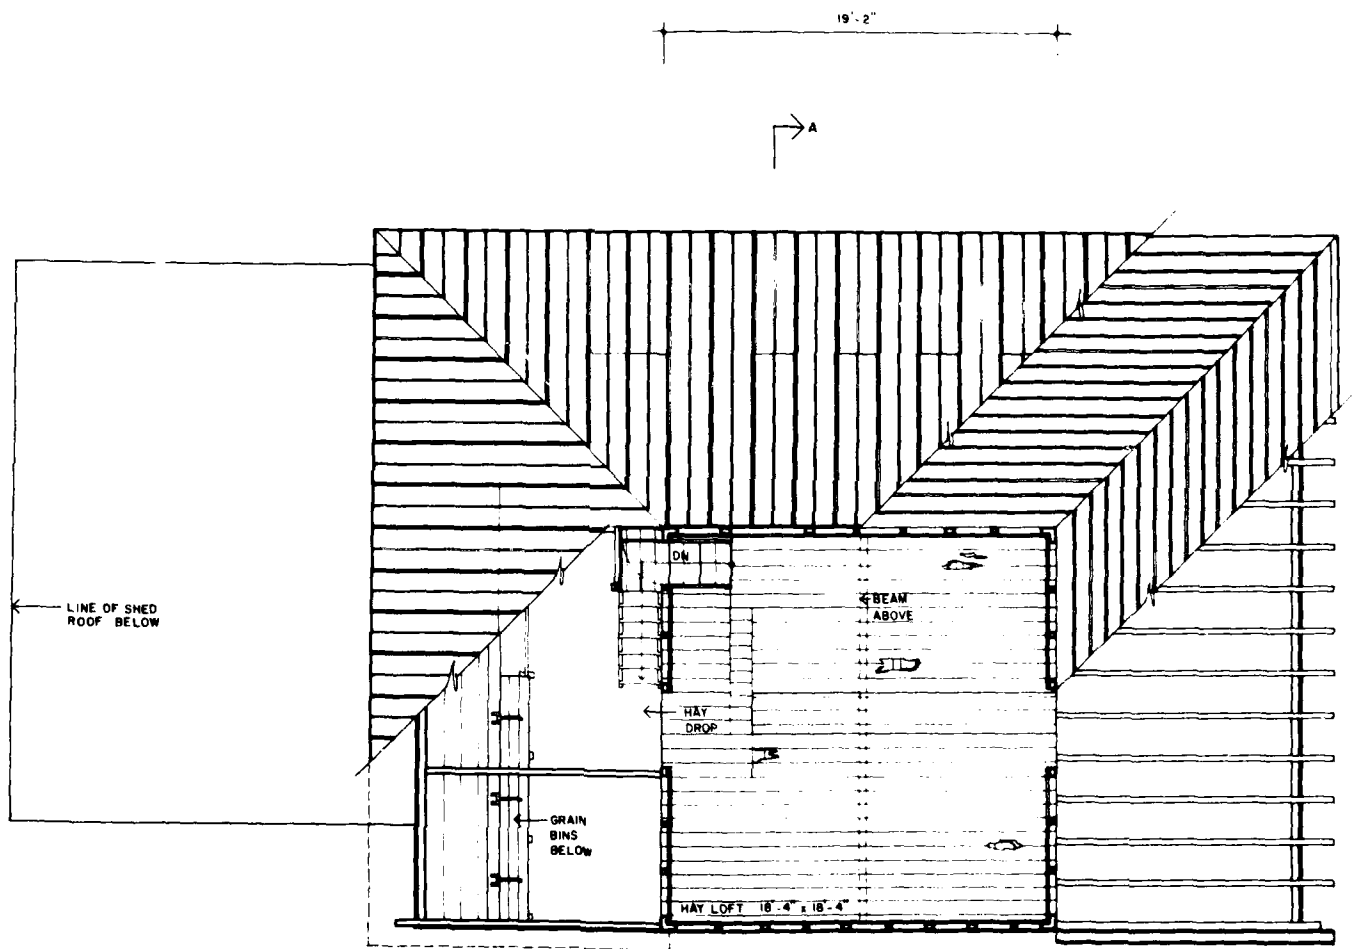 19'-2"
A
DN
BEAM
ABOVE
LINE OF SHED
ROOF BELOW
HAY
DROP
GRAIN
BINS
BELOW
HAY LOFT 18'-4" x 18'-4"